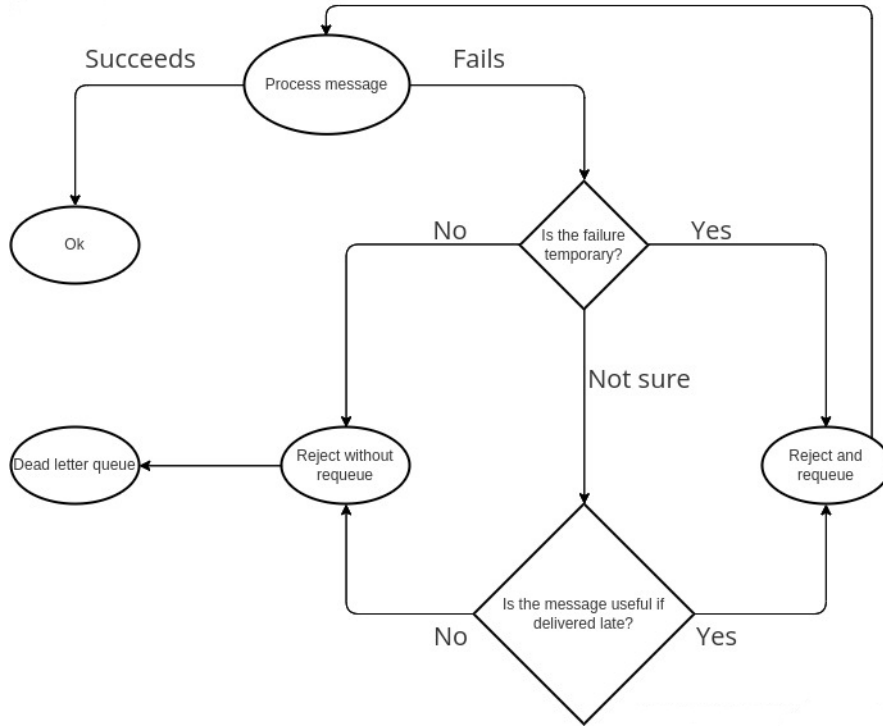 Succeeds
Process message
Fails
Ok
No
Is the failure
temporary?
Yes
Not sure
Dead letter queue
Reject without
requeue
Reject and
requeue
Is the message useful if
delivered late?
No
Yes